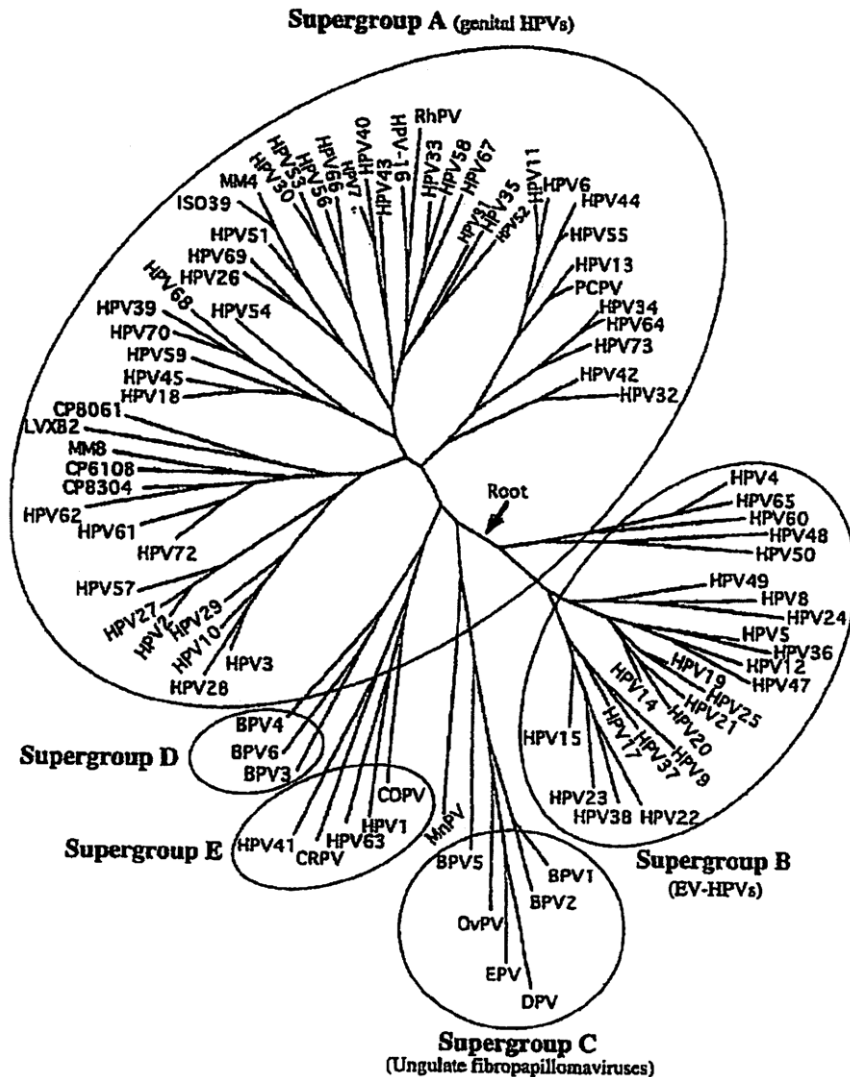 Supergroup A (genital HPVs)
RhPV
HPV40
HPV-16
HPV43
HPV33
HPV58
HPV67
HPV31
HPV35
HPV52
HPV11
HPV6
HPV44
HPV55
HPV13
PCPV
HPV34
HPV64
HPV73
HPV42
HPV32
HPV7
HPV66
HPV56
HPV53
HPV30
MM4
ISO39
HPV51
HPV69
HPV26
HPV68
HPV54
HPV39
HPV70
HPV59
HPV45
HPV18
CP8061
LVX82
MM8
CP6108
CP8304
HPV62
HPV61
HPV72
HPV57
HPV27
HPV2
HPV29
HPV10
HPV3
HPV28
Root
HPV4
HPV65
HPV60
HPV48
HPV50
HPV49
HPV8
HPV24
HPV5
HPV36
HPV12
HPV47
HPV19
HPV25
HPV14
HPV21
HPV20
HPV9
HPV15
HPV17
HPV37
HPV23
HPV38
HPV22
BPV4
BPV6
BPV3
Supergroup D
COPV
HPV1
HPV63
CRPV
HPV41
Supergroup E
MnPV
BPV5
BPV1
BPV2
OvPV
EPV
DPV
Supergroup B
(EV-HPVs)
Supergroup C
(Ungulate fibropapillomaviruses)